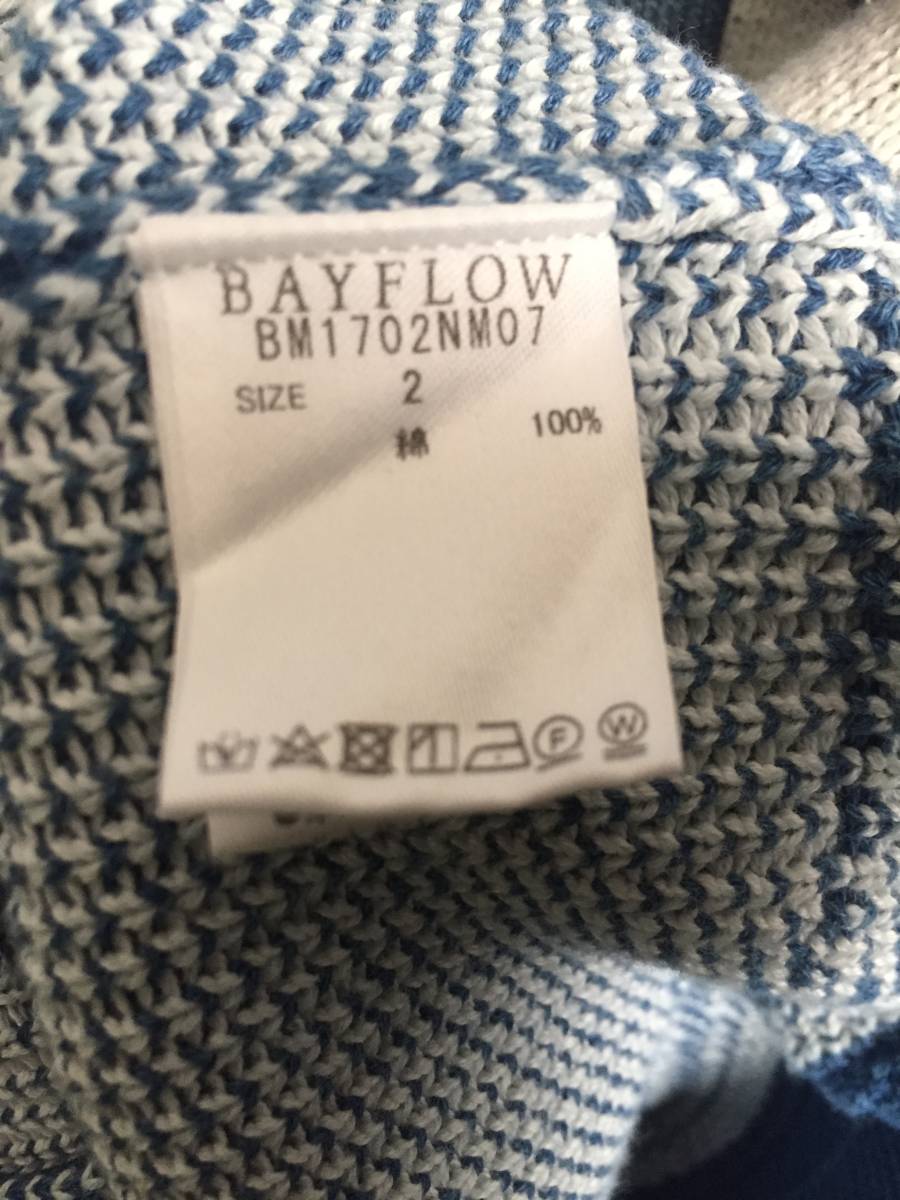 BAYFLOW
BM1702NM07
SIZE 2
綿 100%
F W